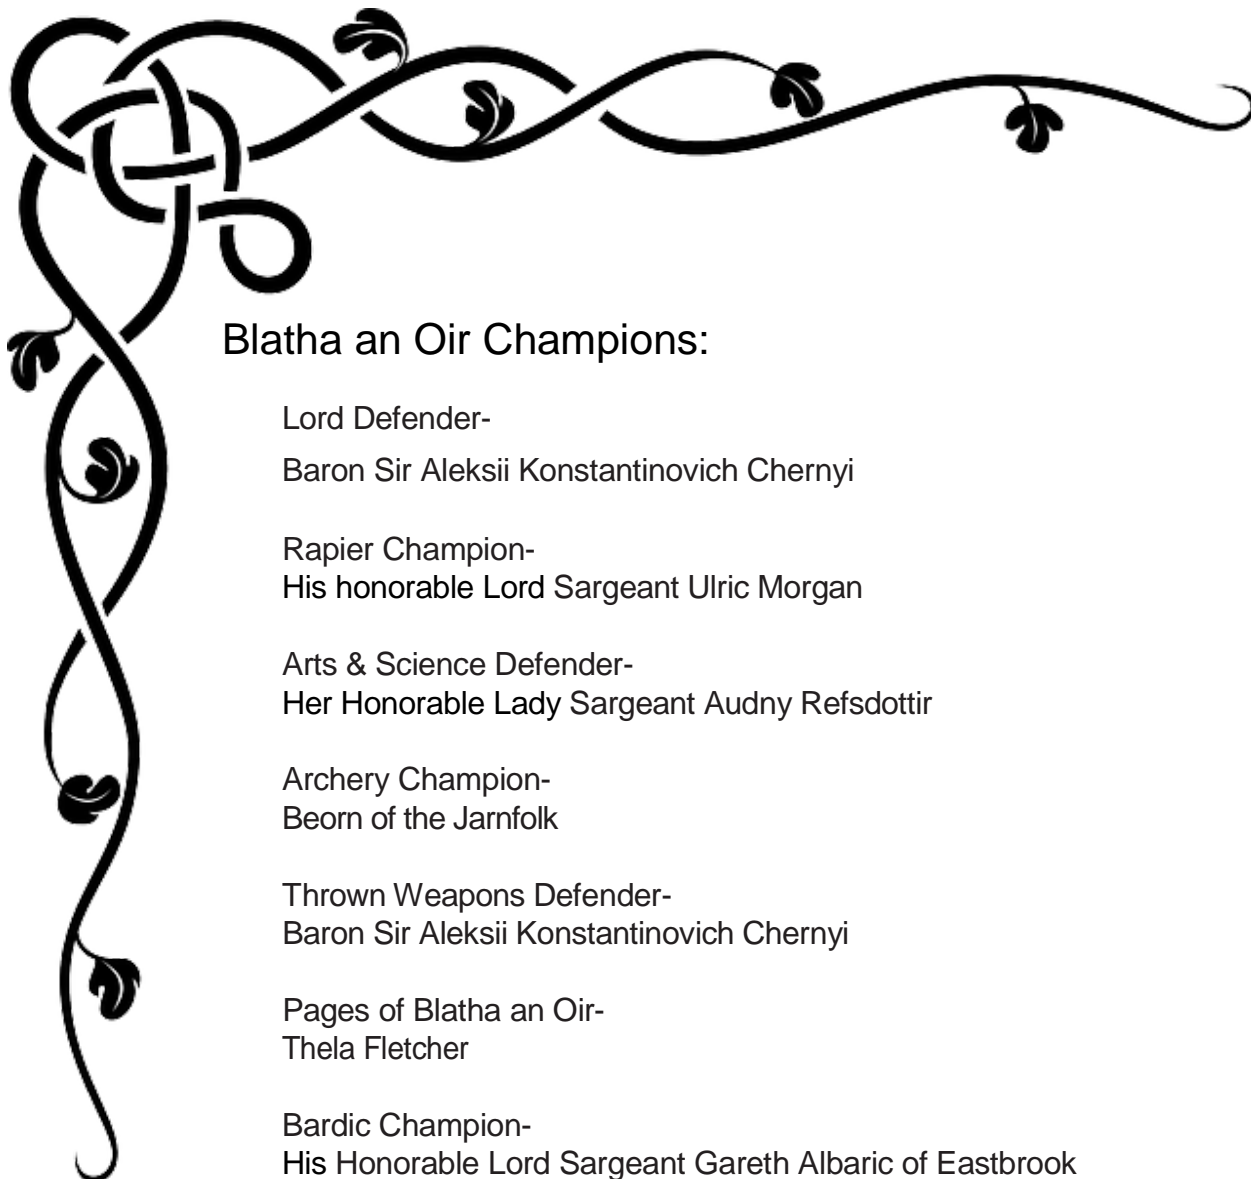 Blatha an Oir Champions:
Lord Defender-
Baron Sir Aleksii Konstantinovich Chernyi
Rapier Champion-
His honorable Lord Sargeant Ulric Morgan
Arts & Science Defender-
Her Honorable Lady Sargeant Audny Refsdottir
Archery Champion-
Beorn of the Jarnfolk
Thrown Weapons Defender-
Baron Sir Aleksii Konstantinovich Chernyi
Pages of Blatha an Oir-
Thela Fletcher
Bardic Champion-
His Honorable Lord Sargeant Gareth Albaric of Eastbrook